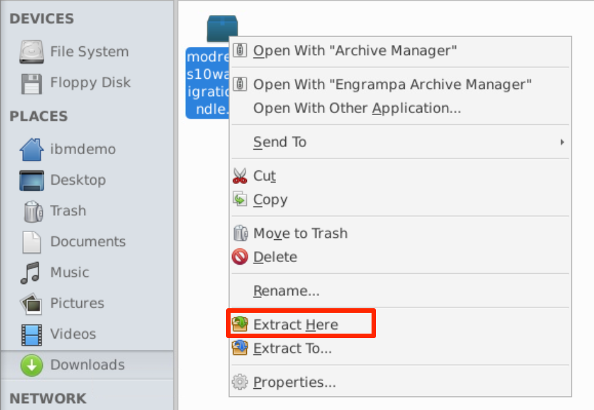 DEVICES
File System
Floppy Disk
PLACES
ibmdemo
Desktop
Trash
Documents
Music
Pictures
Videos
Downloads
NETWORK
modre
s10wa
igratio
ndle.
Open With "Archive Manager"
Open With "Engrampa Archive Manager"
Open With Other Application...
Send To
Cut
Copy
Move to Trash
Delete
Rename...
Extract Here
Extract To...
Properties...